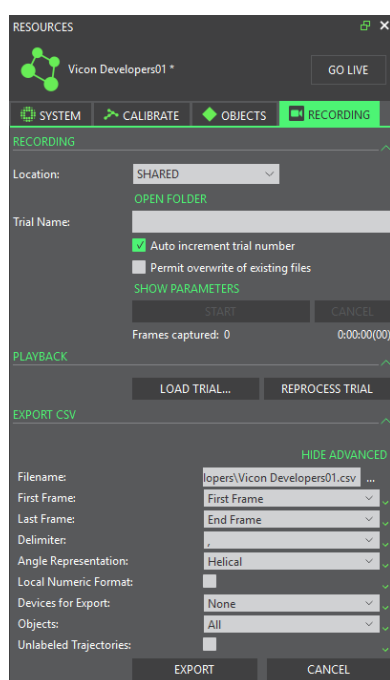 RESOURCES
Vicon Developers01 *
GO LIVE
SYSTEM CALIBRATE OBJECTS RECORDING
RECORDING
Location: SHARED
OPEN FOLDER
Trial Name:
Auto increment trial number
Permit overwrite of existing files
SHOW PARAMETERS
START CANCEL
Frames captured: 0 0:00:00(00)
PLAYBACK
LOAD TRIAL... REPROCESS TRIAL
EXPORT CSV
HIDE ADVANCED
Filename: lopers\Vicon Developers01.csv ...
First Frame: First Frame
Last Frame: End Frame
Delimiter: ,
Angle Representation: Helical
Local Numeric Format:
Devices for Export: None
Objects: All
Unlabeled Trajectories:
EXPORT CANCEL